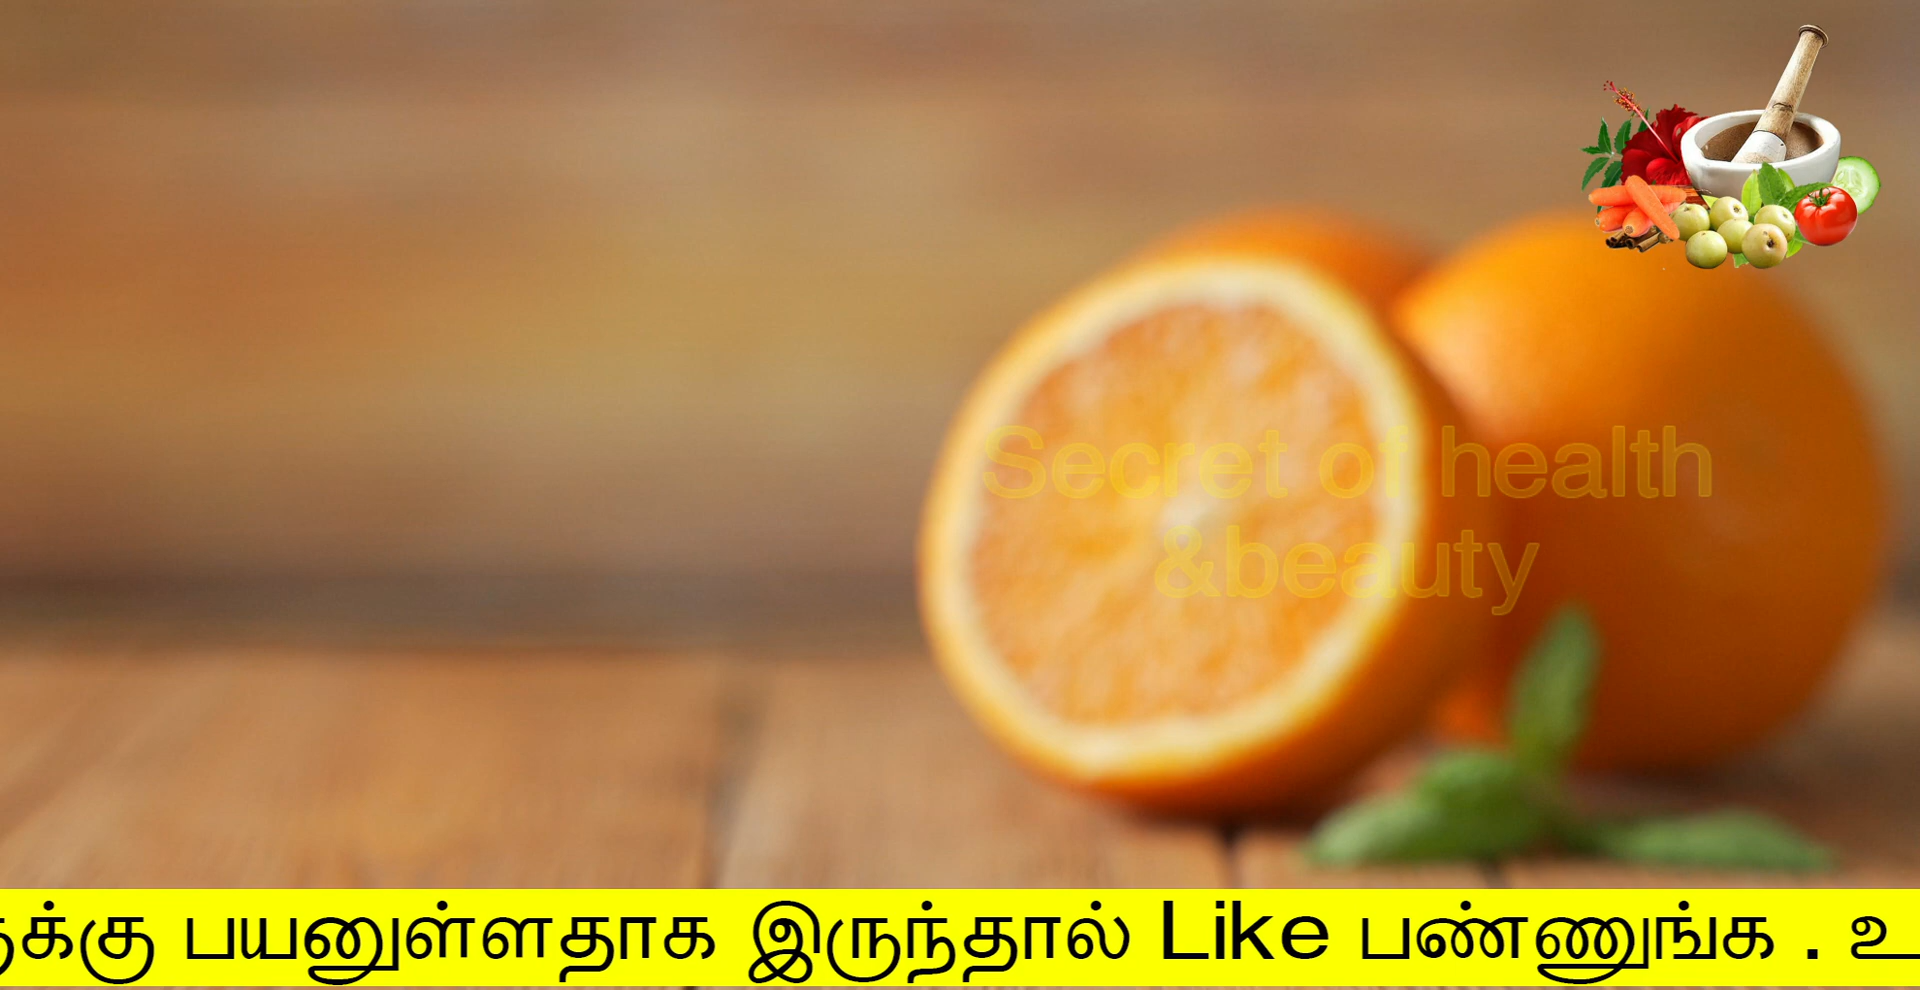 Secret of health
&beauty
பயனுள்ளதாக இருந்தால் Like பண்ணுங்க .